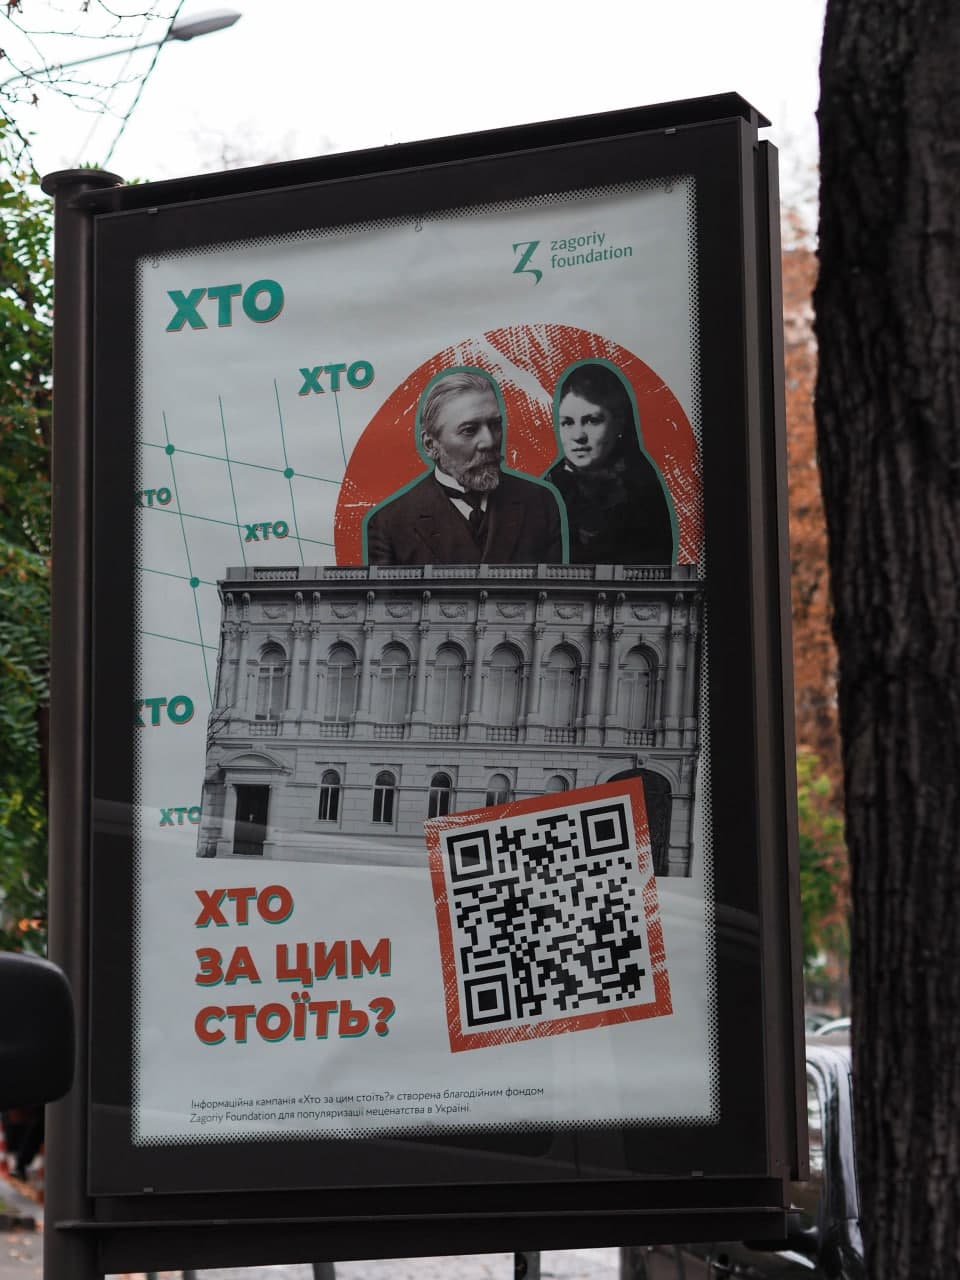 zagoriy
foundation
ХТО
ХТО
ХТО
ХТО
ХТО
ХТО
ХТО
ЗА ЦИМ
СТОЇТЬ?
Інформаційна кампанія «Хто за цим стоїть?» створена благодійним фондом
Zagoriy Foundation для популяризації меценатства в Україні.